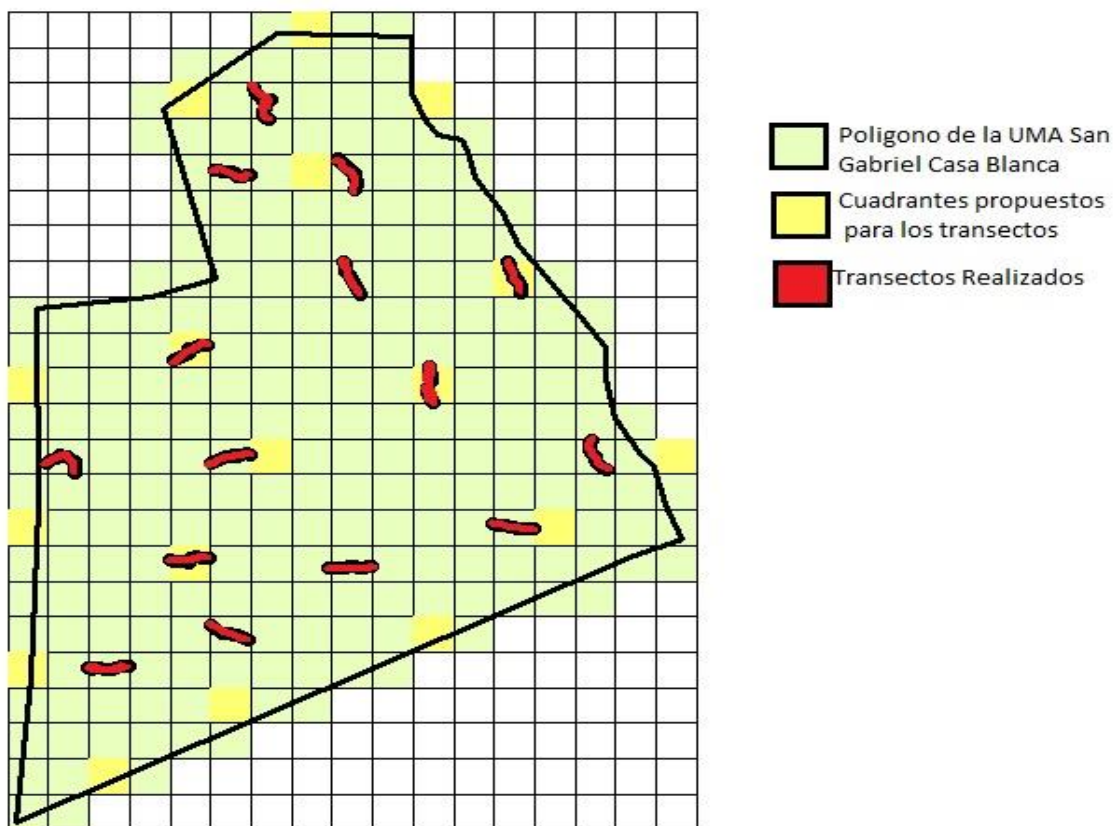 Poligono de la UMA San
Gabriel Casa Blanca
Cuadrantes propuestos
para los transectos
Transectos Realizados